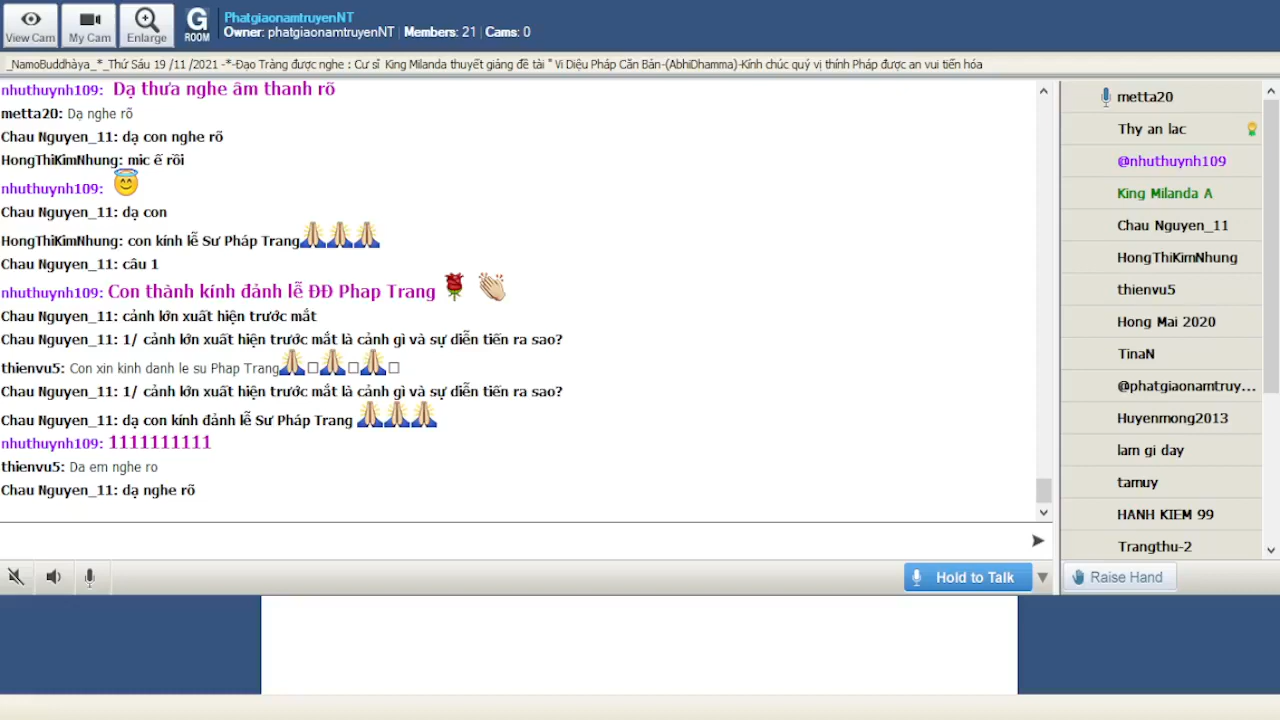 View Cam
My Cam
Enlarge
G
ROOM
PhatgiaonamtruyenNT
Owner: phatgiaonamtruyenNT | Members: 21 | Cams: 0
_NamoBuddhàya_*_Thứ Sáu 19 /11 /2021 -*-Đạo Tràng được nghe : Cư sĩ King Milanda thuyết giảng đề tài " Vi Diệu Pháp Căn Bản-(AbhiDhamma)-Kính chúc quý vị thính Pháp được an vui tiến hóa
nhuthuynh109: Dạ thưa nghe âm thanh rõ
metta20: Dạ nghe rõ
Chau Nguyen_11: dạ con nghe rõ
HongThiKimNhung: mic ế rồi
nhuthuynh109: 😇
Chau Nguyen_11: dạ con
HongThiKimNhung: con kính lễ Sư Pháp Trang🙏🙏🙏
Chau Nguyen_11: câu 1
nhuthuynh109: Con thành kính đảnh lễ ĐĐ Phap Trang 🌹 👏
Chau Nguyen_11: cảnh lớn xuất hiện trước mắt
Chau Nguyen_11: 1/ cảnh lớn xuất hiện trước mắt là cảnh gì và sự diễn tiến ra sao?
thienvu5: Con xin kinh danh le su Phap Trang🙏□🙏□🙏□
Chau Nguyen_11: 1/ cảnh lớn xuất hiện trước mắt là cảnh gì và sự diễn tiến ra sao?
Chau Nguyen_11: dạ con kính đảnh lễ Sư Pháp Trang 🙏🙏🙏
nhuthuynh109: 1111111111
thienvu5: Da em nghe ro
Chau Nguyen_11: dạ nghe rõ
Hold to Talk
metta20
Thy an lac
@nhuthuynh109
King Milanda A
Chau Nguyen_11
HongThiKimNhung
thienvu5
Hong Mai 2020
TinaN
@phatgiaonamtruy...
Huyenmong2013
lam gi day
tamuy
HANH KIEM 99
Trangthu-2
Raise Hand